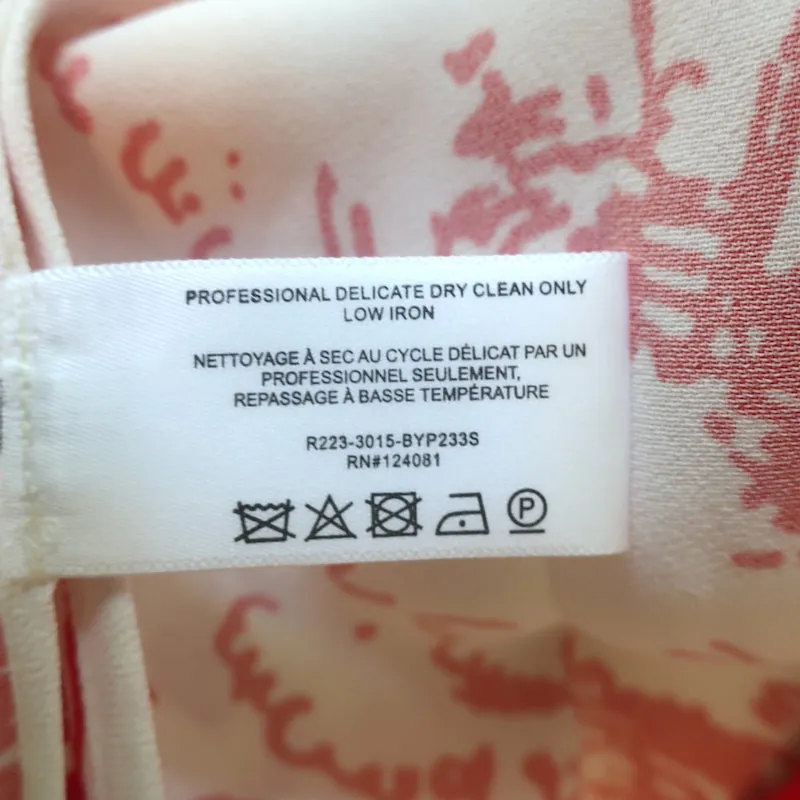 PROFESSIONAL DELICATE DRY CLEAN ONLY
LOW IRON
NETTOYAGE À SEC AU CYCLE DÉLICAT PAR UN
PROFESSIONNEL SEULEMENT,
REPASSAGE À BASSE TEMPÉRATURE
R223-3015-BYP233S
RN#124081
P